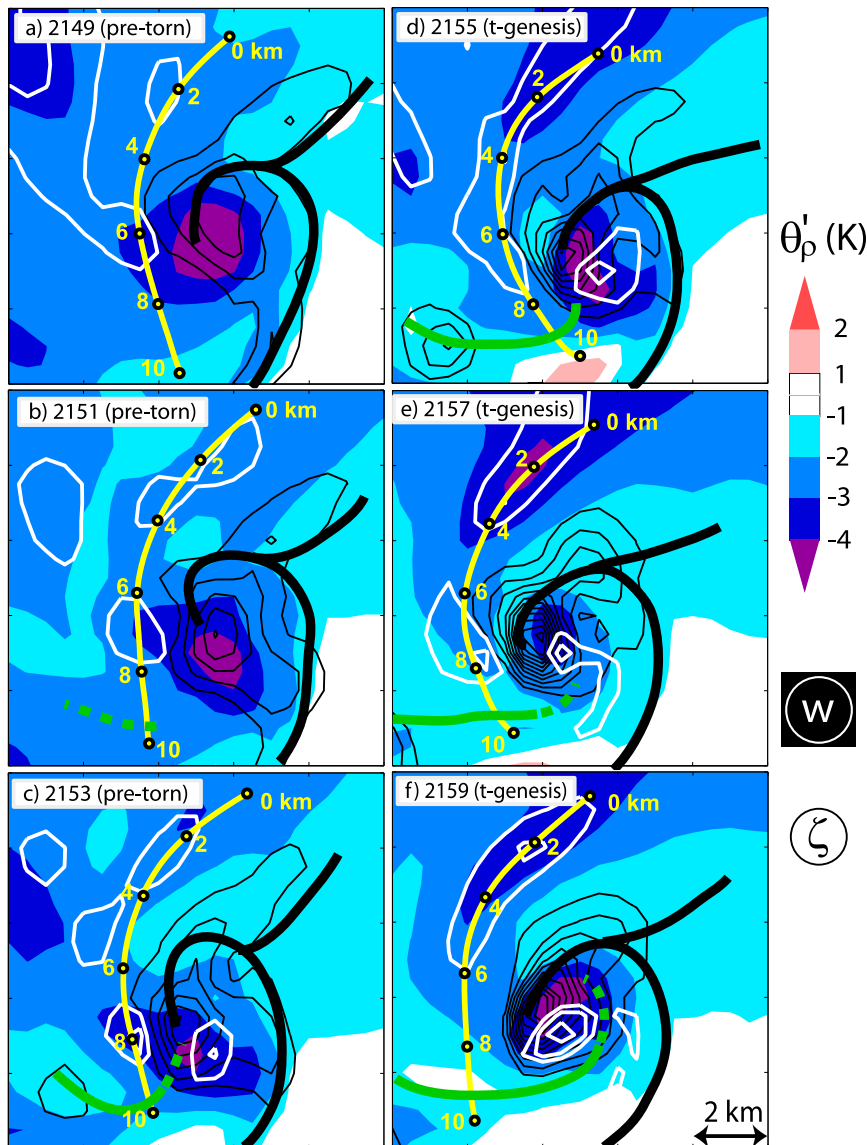 a) 2149 (pre-torn)
0 km
2
4
6
8
10
d) 2155 (t-genesis)
0 km
2
4
6
8
10
b) 2151 (pre-torn)
0 km
2
4
6
8
10
e) 2157 (t-genesis)
0 km
2
4
6
8
10
c) 2153 (pre-torn)
0 km
2
4
6
8
10
f) 2159 (t-genesis)
0 km
2
4
6
8
10
2 km
θ'ρ (K)
2
1
-1
-2
-3
-4
w
ζ